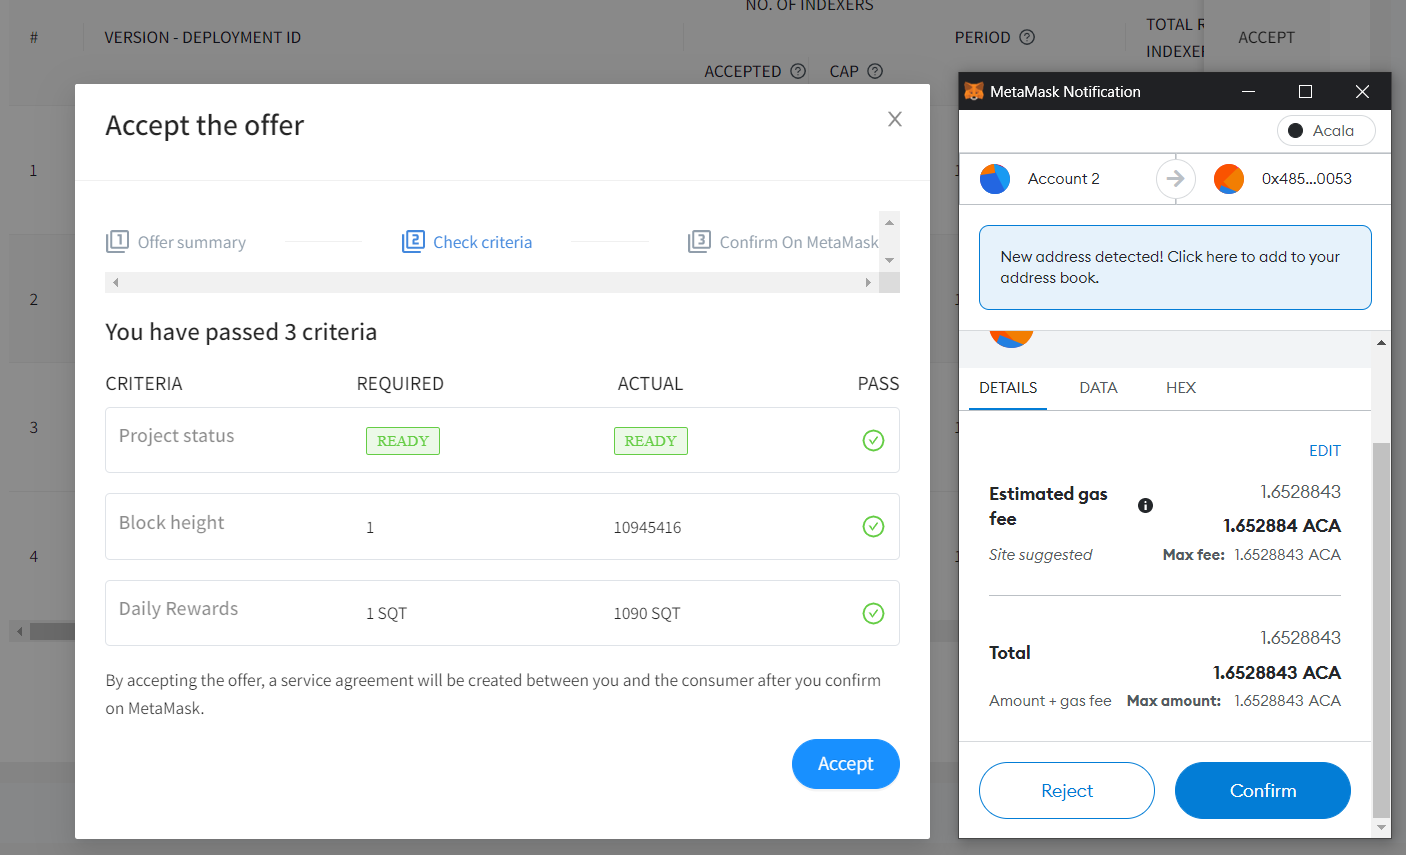 NO. OF INDEXERS
# VERSION - DEPLOYMENT ID PERIOD TOTAL R ACCEPT
INDEXER
ACCEPTED CAP
1
2
3
4
Accept the offer
1 Offer summary 2 Check criteria 3 Confirm On MetaMask
You have passed 3 criteria
CRITERIA REQUIRED ACTUAL PASS
Project status READY READY
Block height 1 10945416
Daily Rewards 1 SQT 1090 SQT
By accepting the offer, a service agreement will be created between you and the consumer after you confirm
on MetaMask.
Accept
MetaMask Notification
Acala
Account 2 0x485...0053
New address detected! Click here to add to your
address book.
DETAILS DATA HEX
EDIT
Estimated gas 1.6528843
fee 1.652884 ACA
Site suggested Max fee: 1.6528843 ACA
1.6528843
Total
1.6528843 ACA
Amount + gas fee Max amount: 1.6528843 ACA
Reject Confirm